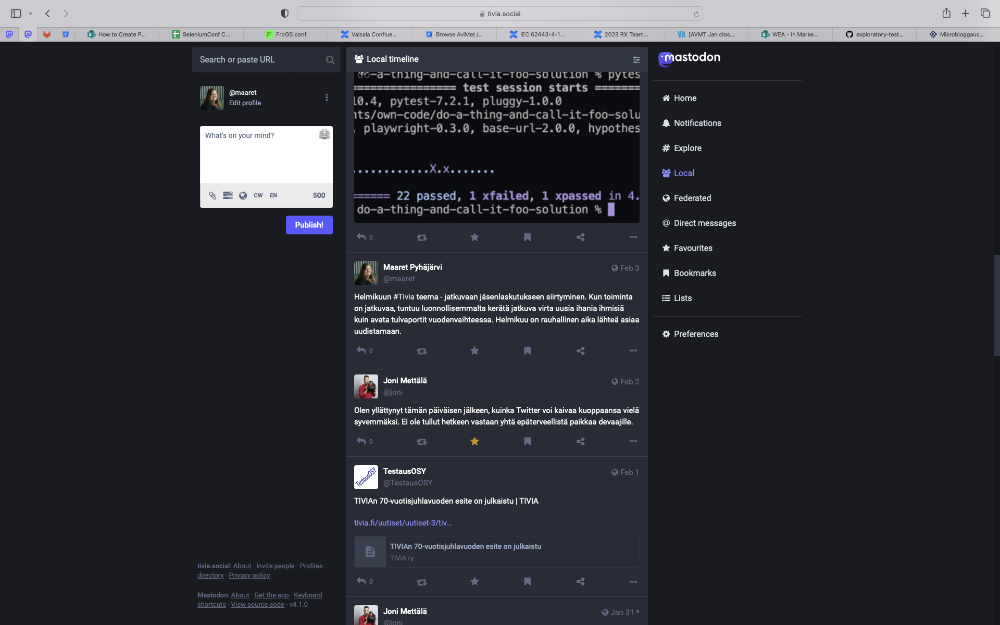 tivia.social
How to Create P...
SeleniumConf C...
FroGS conf
Vaisala Conflue...
Browse AviMet /...
IEC 62443-4-1...
2023 RX Team...
[AVMT Jan clos...
WEA - In Marke...
exploratory-test...
Mikrobloggaus...
Search or paste URL
@maaret
Edit profile
What's on your mind?
CW EN 500
Publish!
tivia.social: About · Invite people · Profiles
directory · Privacy policy
Mastodon: About · Get the app · Keyboard
shortcuts · View source code · v4.1.0
Local timeline
do-a-thing-and-call-it-foo-solution % pytes
================ test session starts =======
10.4, pytest-7.2.1, pluggy-1.0.0
nts/own-code/do-a-thing-and-call-it-foo-solu
, playwright-0.3.0, base-url-2.0.0, hypothes
............X.x.......
====== 22 passed, 1 xfailed, 1 xpassed in 4.
do-a-thing-and-call-it-foo-solution %
0
Maaret Pyhäjärvi
Feb 3
@maaret
Helmikuun #Tivia teema - jatkuvaan jäsenlaskutukseen siirtyminen. Kun toiminta
on jatkuvaa, tuntuu luonnollisemmalta kerätä jatkuva virta uusia ihania ihmisiä
kuin avata tulvaportit vuodenvaihteessa. Helmikuu on rauhallinen aika lähteä asiaa
uudistamaan.
0
Joni Mettälä
Feb 2
@joni
Olen yllättynyt tämän päiväisen jälkeen, kuinka Twitter voi kaivaa kuoppaansa vielä
syvemmäksi. Ei ole tullut hetkeen vastaan yhtä epäterveellistä paikkaa devaajille.
0
TestausOSY
TestausOSY
Feb 1
@TestausOSY
TIVIAn 70-vuotisjuhlavuoden esite on julkaistu | TIVIA
tivia.fi/uutiset/uutiset-3/tiv...
TIVIAn 70-vuotisjuhlavuoden esite on julkaistu
TIVIA ry
0
Joni Mettälä
Jan 31 *
@joni
mastodon
Home
Notifications
Explore
Local
Federated
Direct messages
Favourites
Bookmarks
Lists
Preferences